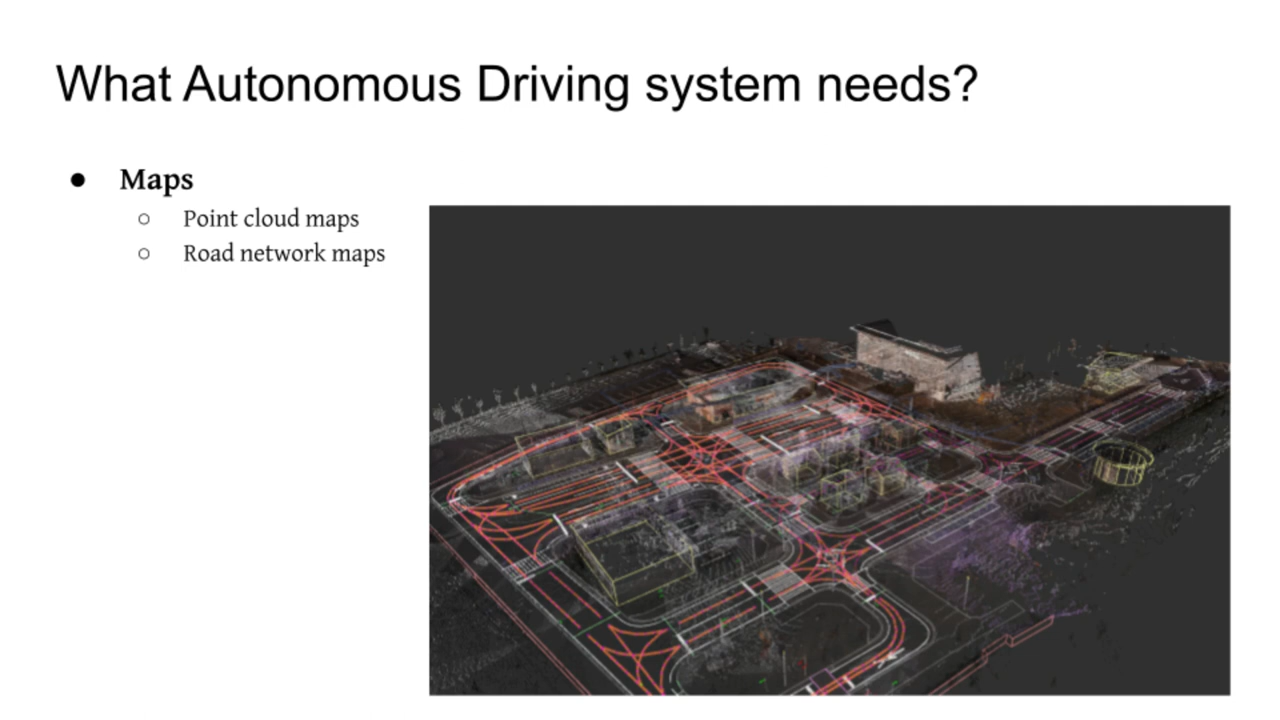 What Autonomous Driving system needs?
● Maps
○ Point cloud maps
○ Road network maps